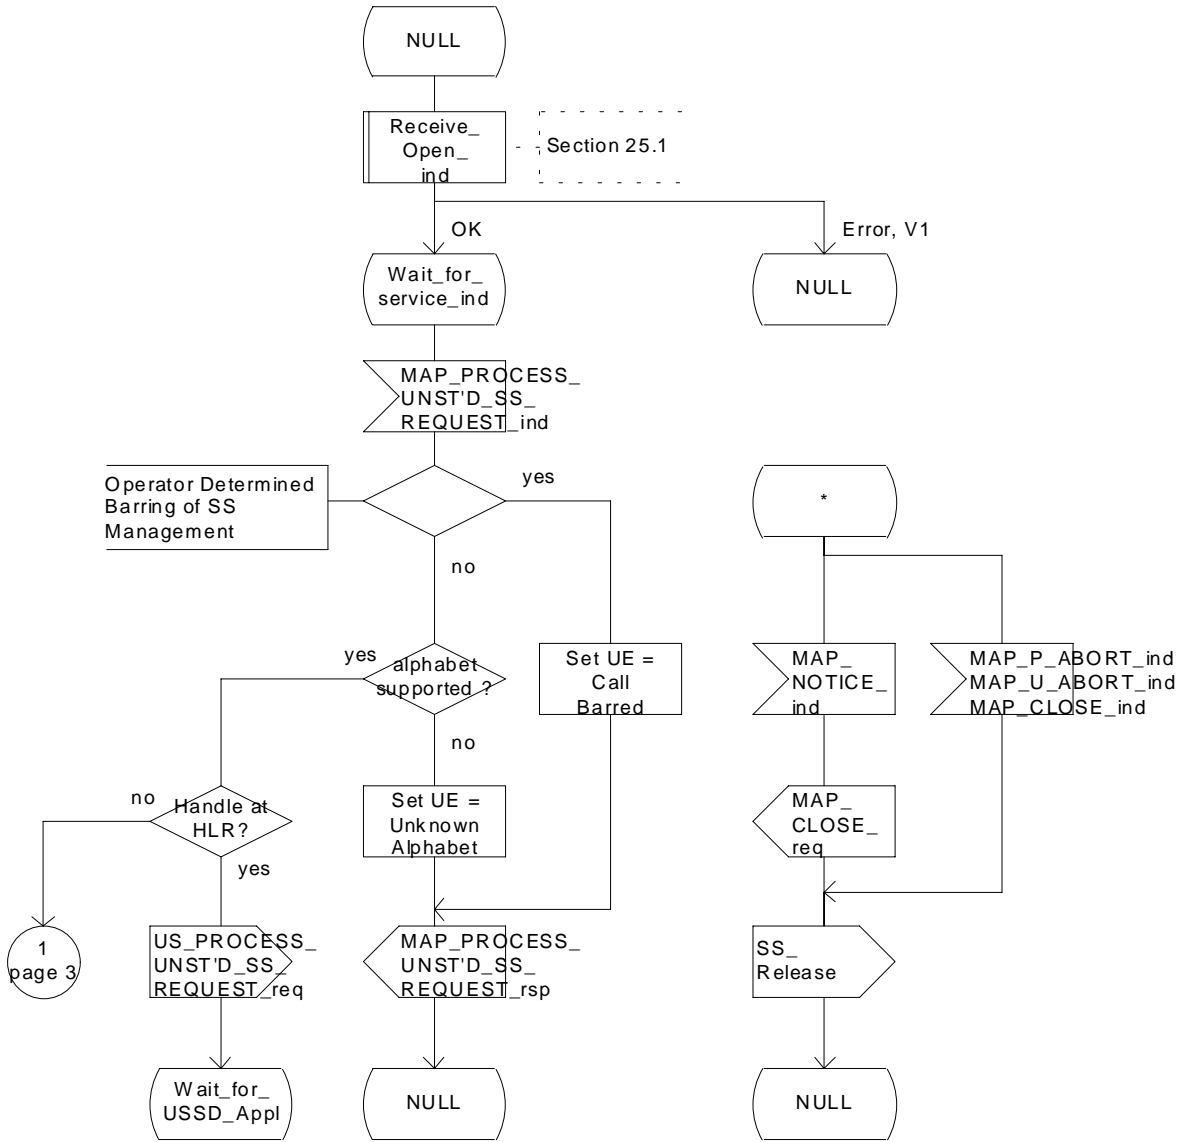 NULL
Receive_
Open_
ind
Section 25.1
OK
Error, V1
Wait_for_
service_ind
NULL
MAP_PROCESS_
UNST'D_SS_
REQUEST_ind
Operator Determined
Barring of SS
Management
yes
no
*
yes
alphabet
supported ?
no
Set UE =
Call
Barred
MAP_
NOTICE_
ind
MAP_P_ABORT_ind
MAP_U_ABORT_ind
MAP_CLOSE_ind
no
Handle at
HLR?
yes
Set UE =
Unknown
Alphabet
MAP_
CLOSE_
req
1
page 3
US_PROCESS_
UNST'D_SS_
REQUEST_req
MAP_PROCESS_
UNST'D_SS_
REQUEST_rsp
SS_
Release
Wait_for_
USSD_Appl
NULL
NULL